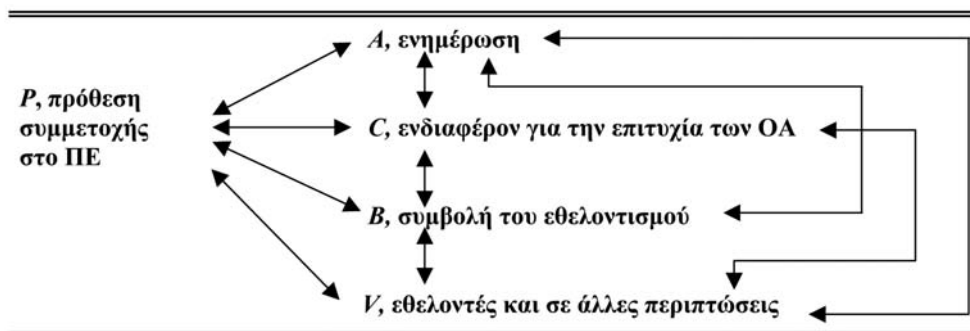 A, ενημέρωση
P, πρόθεση
συμμετοχής
στο ΠΕ
C, ενδιαφέρον για την επιτυχία των ΟΑ
B, συμβολή του εθελοντισμού
V, εθελοντές και σε άλλες περιπτώσεις